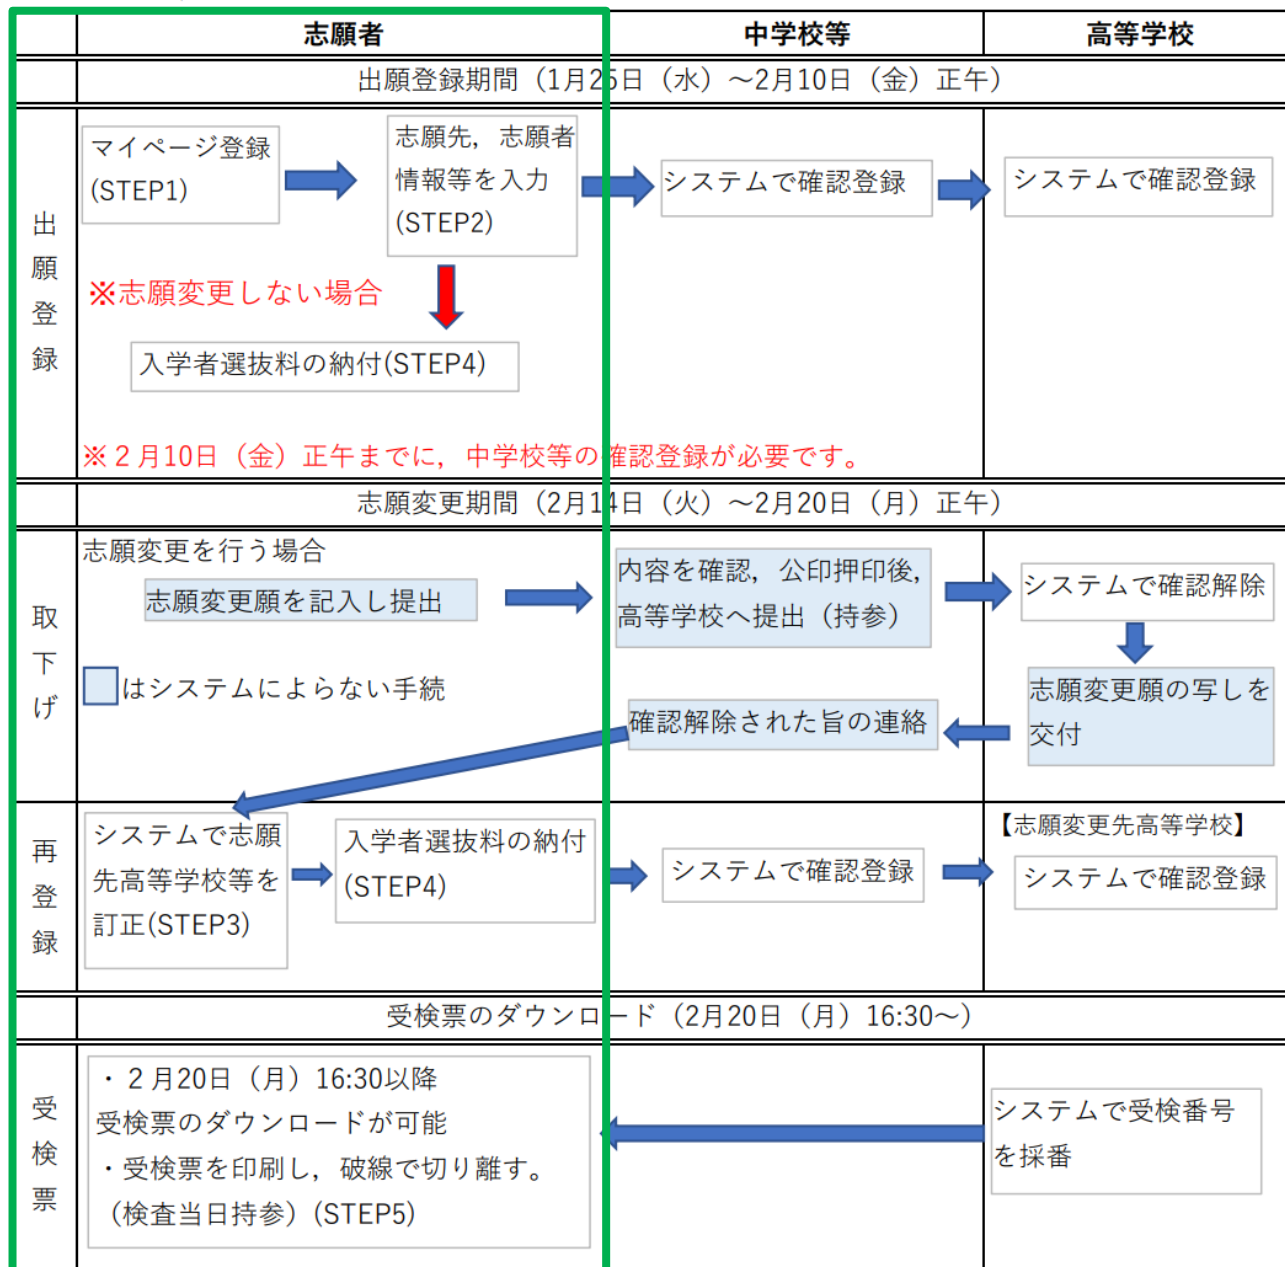 志願者
中学校等
高等学校
出願登録期間（1月25日（水）～2月10日（金）正午）
出願登録
マイページ登録
(STEP1)
志願先，志願者
情報等を入力
(STEP2)
システムで確認登録
システムで確認登録
※志願変更しない場合
入学者選抜料の納付(STEP4)
※２月10日（金）正午までに，中学校等の確認登録が必要です。
志願変更期間（2月14日（火）～2月20日（月）正午）
取下げ
志願変更を行う場合
志願変更願を記入し提出
内容を確認，公印押印後，
高等学校へ提出（持参）
システムで確認解除
はシステムによらない手続
確認解除された旨の連絡
志願変更願の写しを
交付
再登録
システムで志願
先高等学校等を
訂正(STEP3)
入学者選抜料の納付
(STEP4)
システムで確認登録
【志願変更先高等学校】
システムで確認登録
受検票のダウンロード（2月20日（月）16:30～）
受検票
・２月20日（月）16:30以降
受検票のダウンロードが可能
・受検票を印刷し，破線で切り離す。
（検査当日持参）(STEP5)
システムで受検番号
を採番